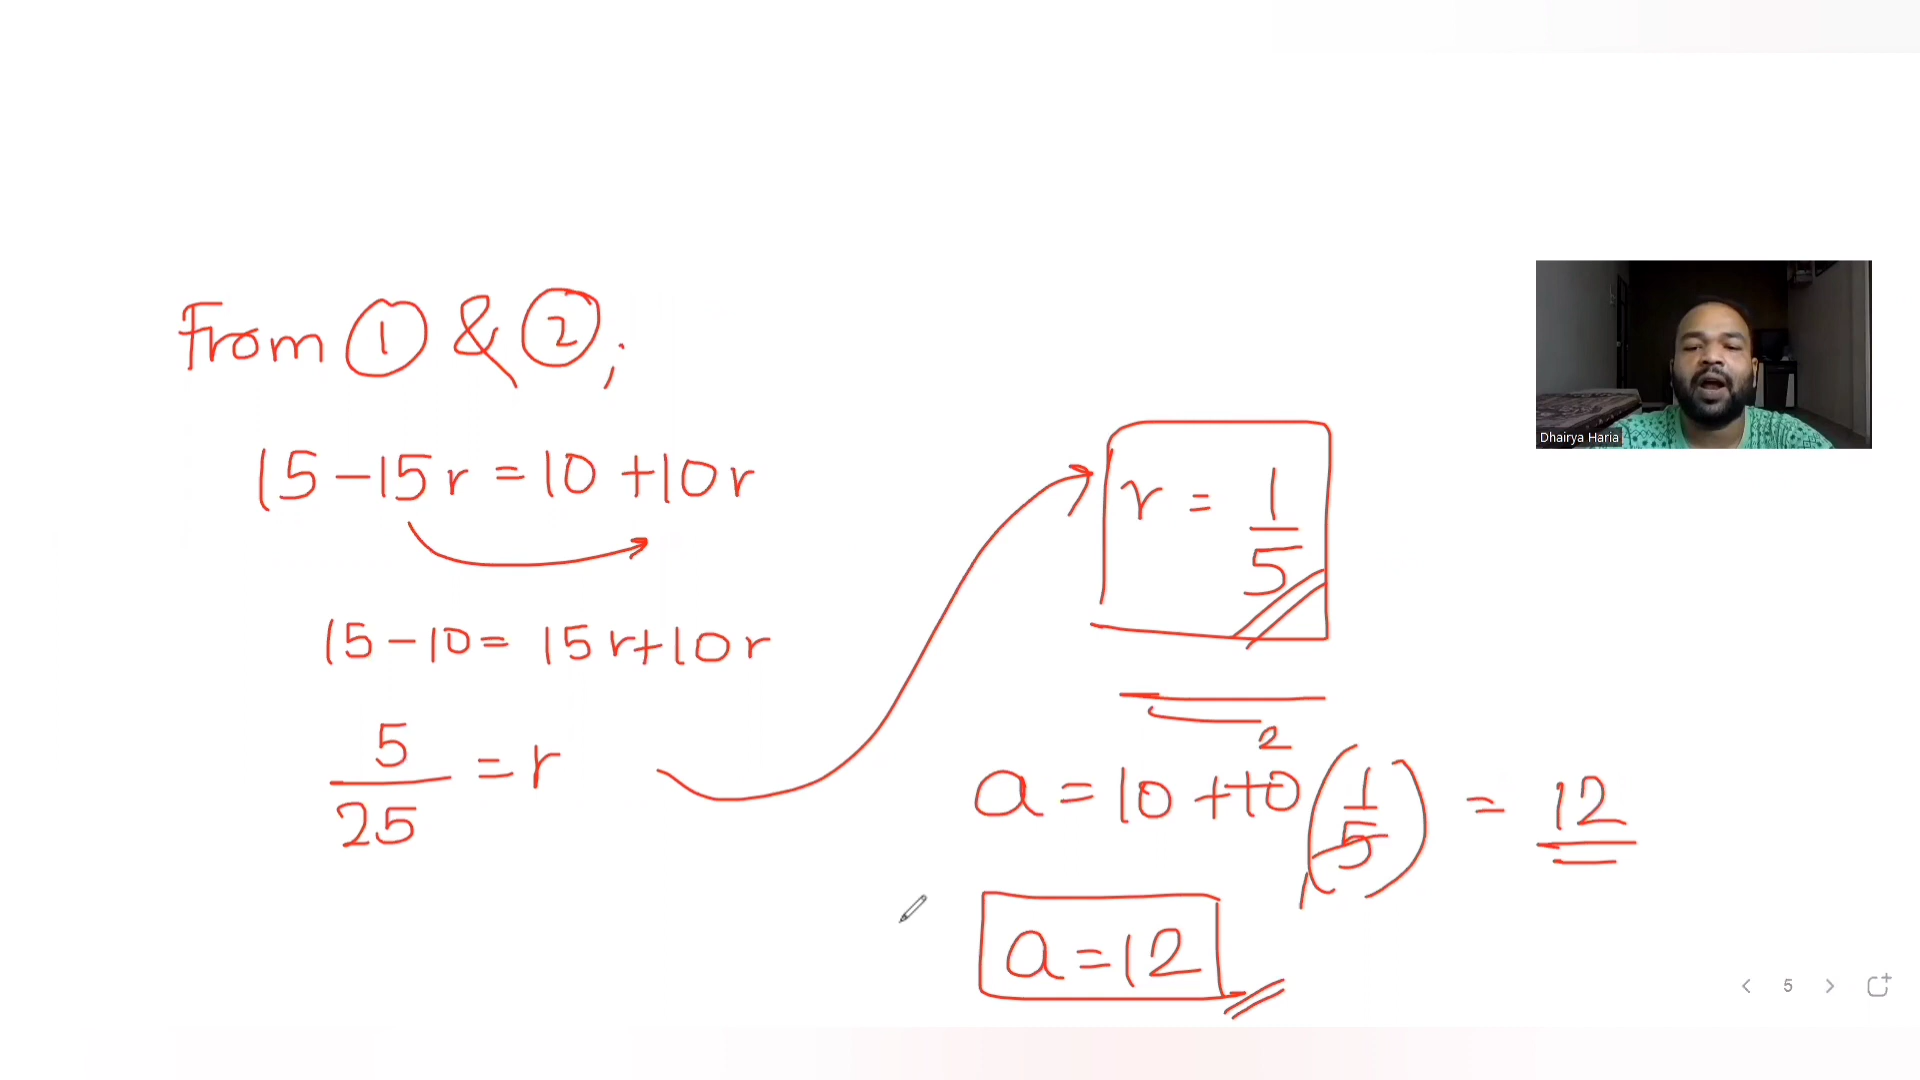 From ① & ②;
15 - 15r = 10 + 10r
15 - 10 = 15r + 10r
5/25 = r
r = 1/5
2
a = 10 + 10(1/5) = 12
a = 12
Dhairya Haria
5